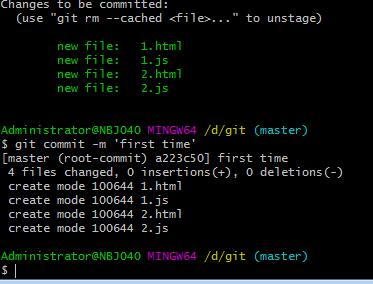 Changes to be committed:
(use "git rm --cached <file>..." to unstage)
new file: 1.html
new file: 1.js
new file: 2.html
new file: 2.js
Administrator@NBJO4O MINGW64 /d/git (master)
$ git commit -m 'first time'
[master (root-commit) a223c50] first time
4 files changed, 0 insertions(+), 0 deletions(-)
create mode 100644 1.html
create mode 100644 1.js
create mode 100644 2.html
create mode 100644 2.js
Administrator@NBJO4O MINGW64 /d/git (master)
$